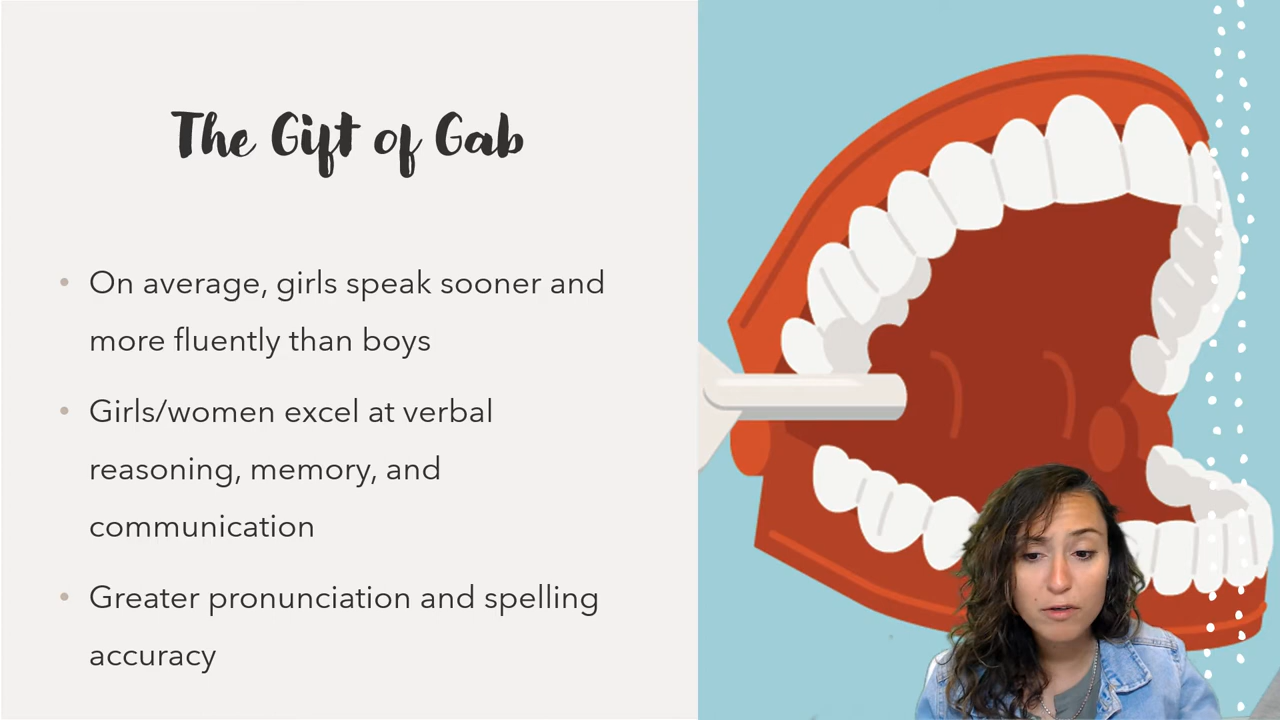 The Gift of Gab
• On average, girls speak sooner and
more fluently than boys
• Girls/women excel at verbal
reasoning, memory, and
communication
• Greater pronunciation and spelling
accuracy